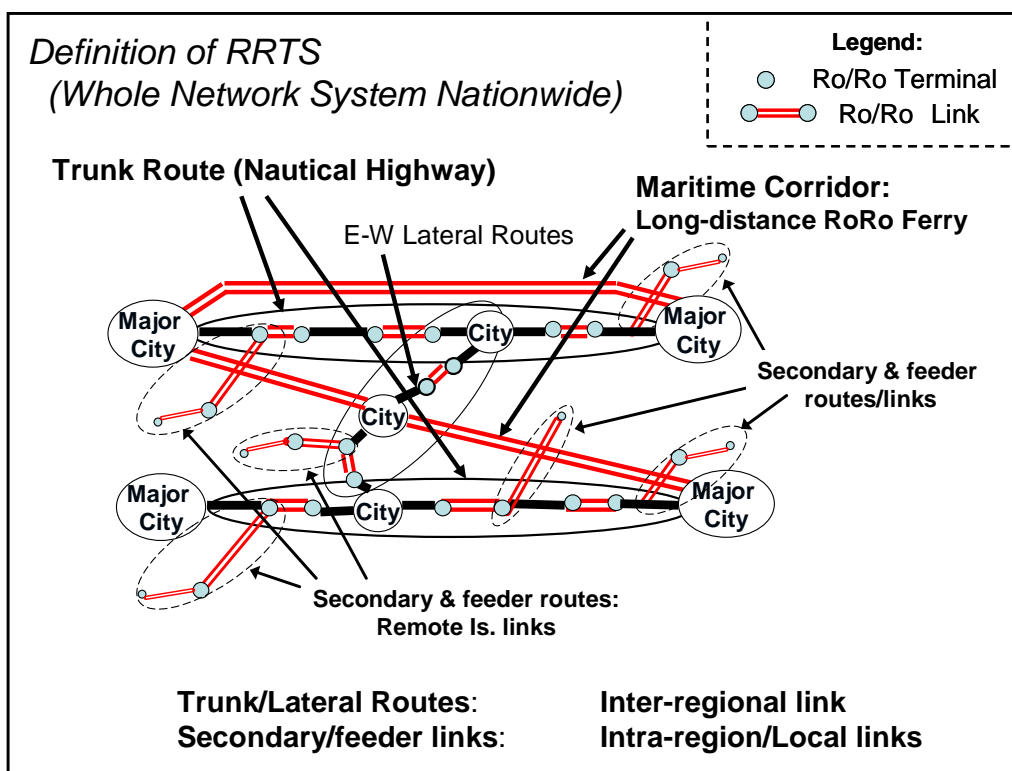 Definition of RRTS
(Whole Network System Nationwide)
Legend:
Ro/Ro Terminal
Ro/Ro Link
Trunk Route (Nautical Highway)
Maritime Corridor:
Long-distance RoRo Ferry
E-W Lateral Routes
Major
City
City
Major
City
Secondary & feeder
routes/links
City
Major
City
City
Major
City
Secondary & feeder routes:
Remote Is. links
Trunk/Lateral Routes: Inter-regional link
Secondary/feeder links: Intra-region/Local links